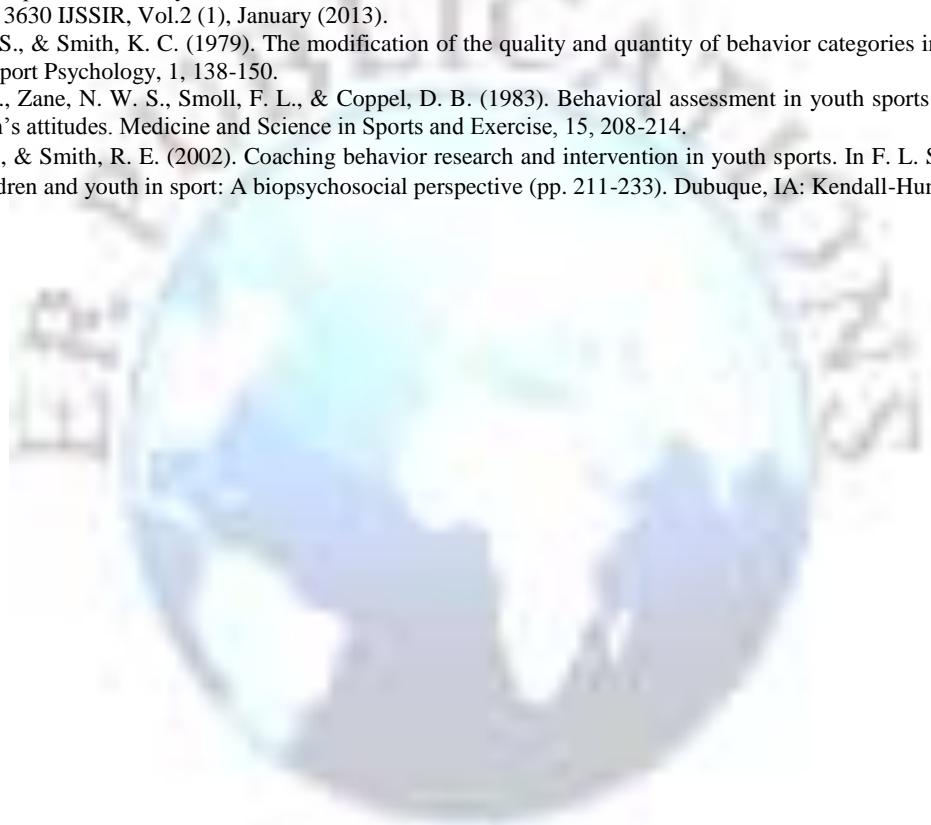 3630 IJSSIR, Vol.2 (1), January (2013).
S., & Smith, K. C. (1979). The modification of the quality and quantity of behavior categories in
port Psychology, 1, 138-150.
., Zane, N. W. S., Smoll, F. L., & Coppel, D. B. (1983). Behavioral assessment in youth sports
n’s attitudes. Medicine and Science in Sports and Exercise, 15, 208-214.
, & Smith, R. E. (2002). Coaching behavior research and intervention in youth sports. In F. L. S
dren and youth in sport: A biopsychosocial perspective (pp. 211-233). Dubuque, IA: Kendall-Hun